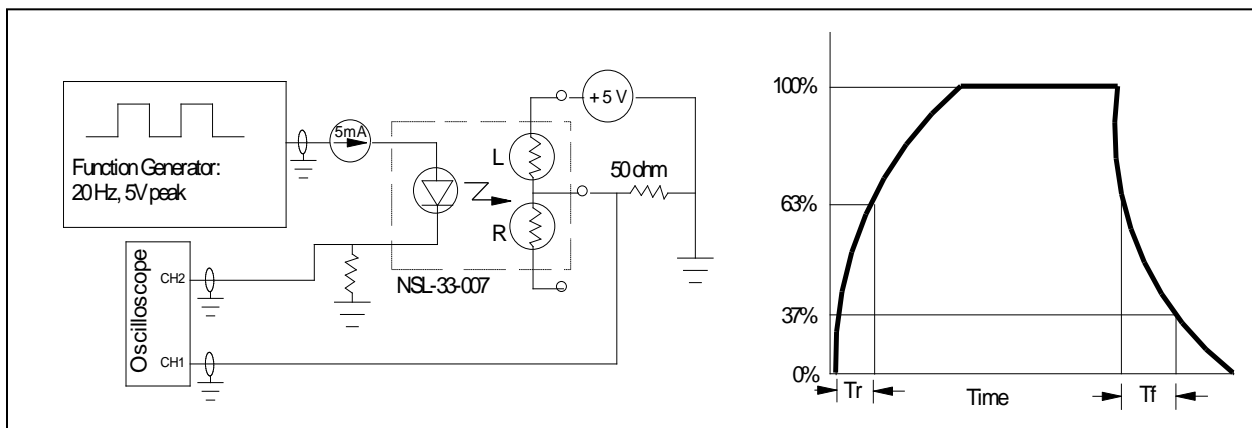 Function Generator:
20 Hz, 5V peak
5mA
L
R
+5 V
50 ohm
NSL-33-007
Oscilloscope
CH2
CH1
100%
63%
37%
0%
Tr
Time
Tf